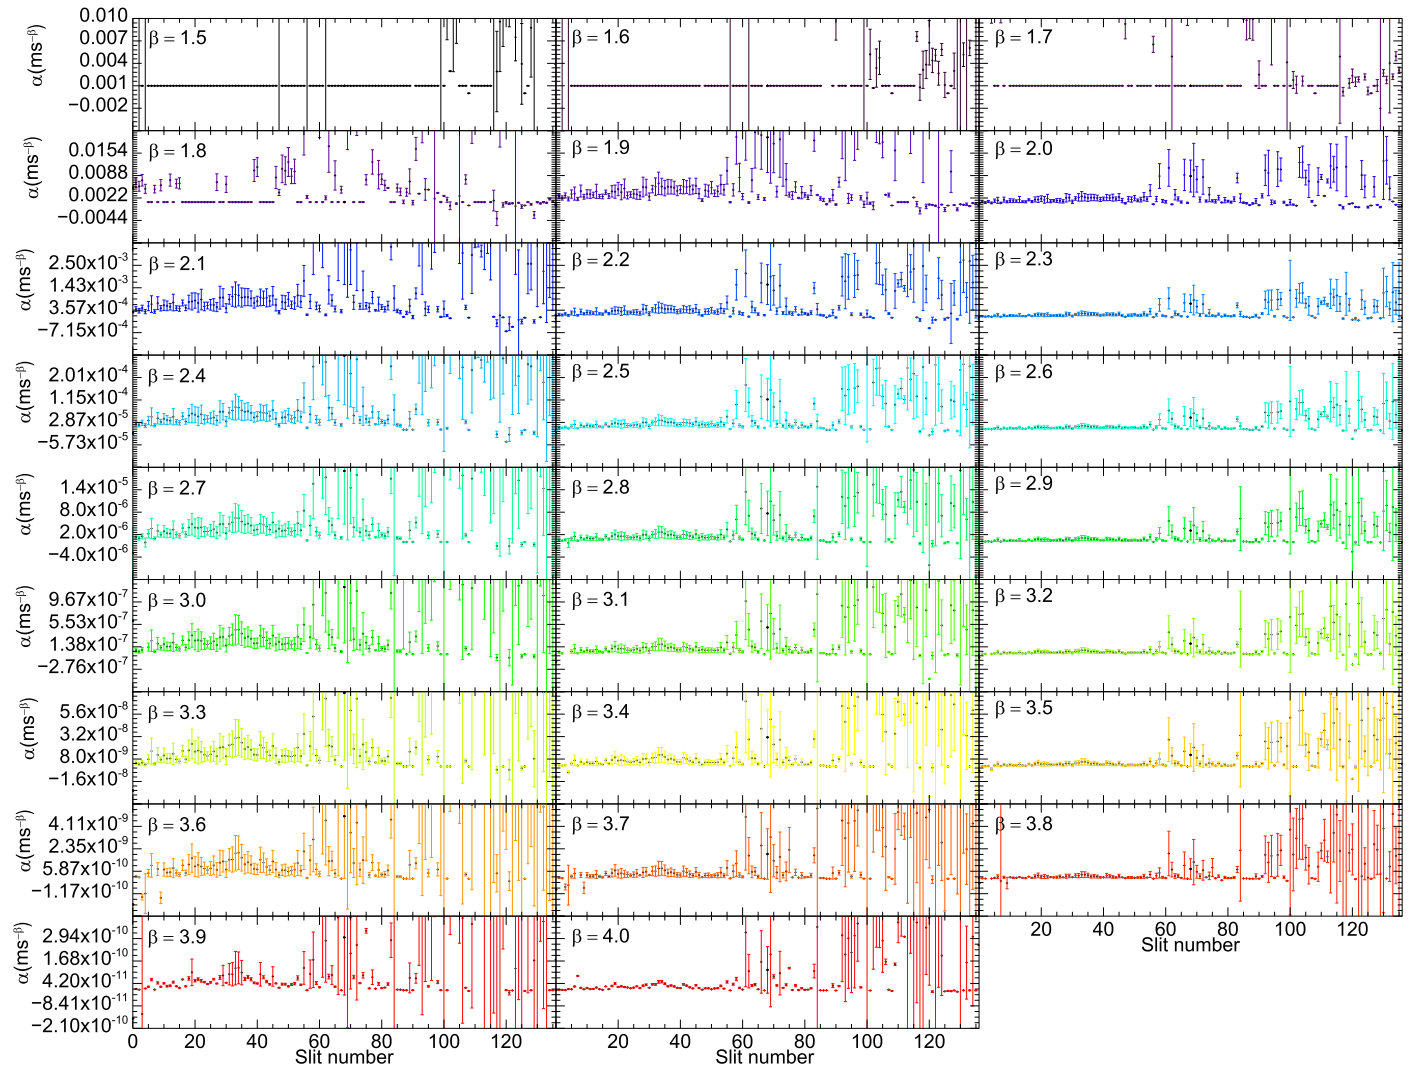 0.010
0.007
0.004
0.001
−0.002
α(ms⁻ᵝ)
β = 1.5
β = 1.6
β = 1.7
0.0154
0.0088
0.0022
−0.0044
α(ms⁻ᵝ)
β = 1.8
β = 1.9
β = 2.0
2.50x10⁻³
1.43x10⁻³
3.57x10⁻⁴
−7.15x10⁻⁴
α(ms⁻ᵝ)
β = 2.1
β = 2.2
β = 2.3
2.01x10⁻⁴
1.15x10⁻⁴
2.87x10⁻⁵
−5.73x10⁻⁵
α(ms⁻ᵝ)
β = 2.4
β = 2.5
β = 2.6
1.4x10⁻⁵
8.0x10⁻⁶
2.0x10⁻⁶
−4.0x10⁻⁶
α(ms⁻ᵝ)
β = 2.7
β = 2.8
β = 2.9
9.67x10⁻⁷
5.53x10⁻⁷
1.38x10⁻⁷
−2.76x10⁻⁷
α(ms⁻ᵝ)
β = 3.0
β = 3.1
β = 3.2
5.6x10⁻⁸
3.2x10⁻⁸
8.0x10⁻⁹
−1.6x10⁻⁸
α(ms⁻ᵝ)
β = 3.3
β = 3.4
β = 3.5
4.11x10⁻⁹
2.35x10⁻⁹
5.87x10⁻¹⁰
−1.17x10⁻¹⁰
α(ms⁻ᵝ)
β = 3.6
β = 3.7
β = 3.8
20 40 60 80 100 120
Slit number
2.94x10⁻¹⁰
1.68x10⁻¹⁰
4.20x10⁻¹¹
−8.41x10⁻¹¹
−2.10x10⁻¹⁰
α(ms⁻ᵝ)
β = 3.9
β = 4.0
0 20 40 60 80 100 120
20 40 60 80 100 120
Slit number
Slit number